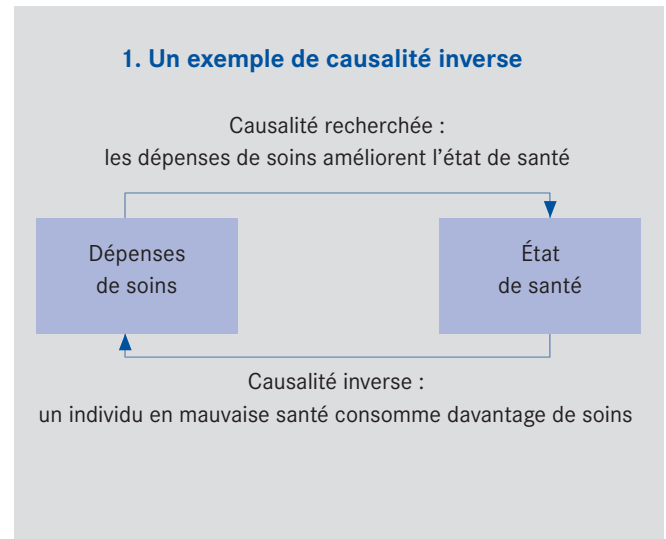 1. Un exemple de causalité inverse
Causalité recherchée :
les dépenses de soins améliorent l'état de santé
Dépenses
de soins
État
de santé
Causalité inverse :
un individu en mauvaise santé consomme davantage de soins